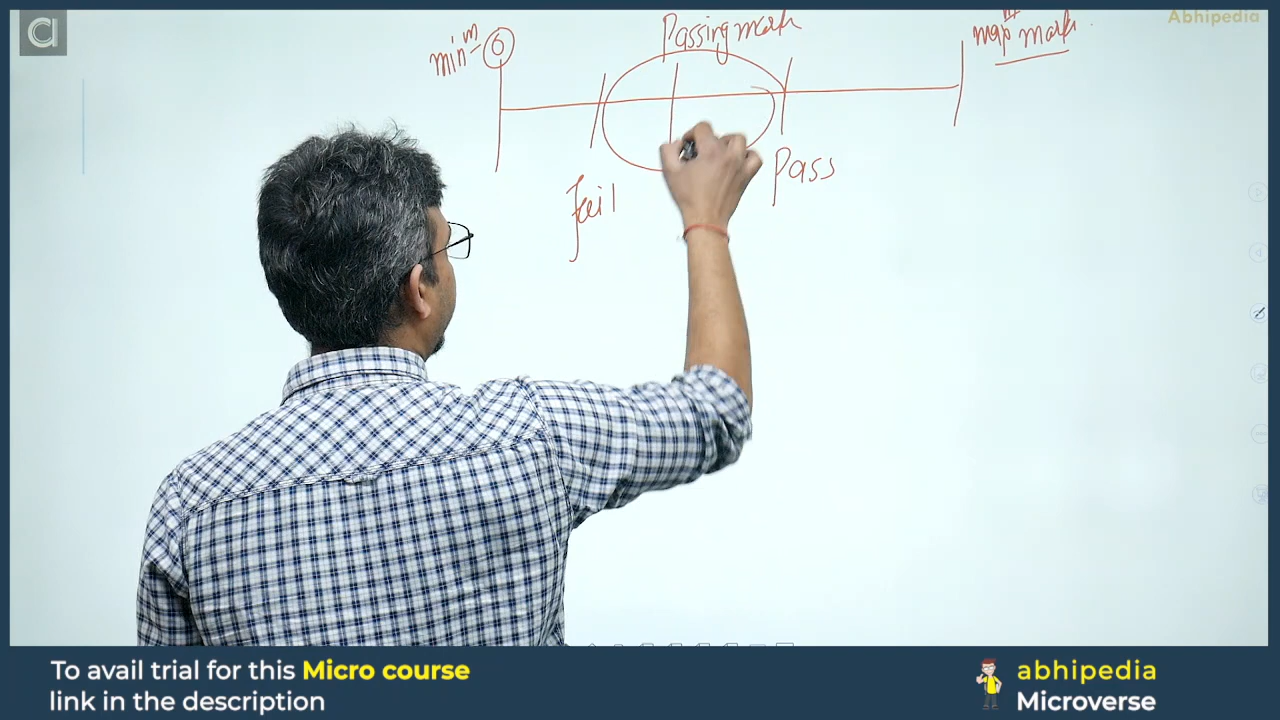 Abhipedia
Passing mark
min-m 0
max mark
Pass
Fail
To avail trial for this Micro course
link in the description
abhipedia
Microverse